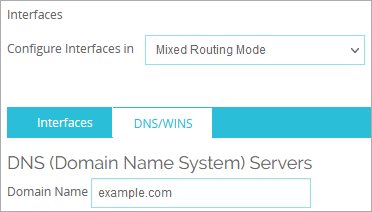 Interfaces
Configure Interfaces in Mixed Routing Mode
Interfaces DNS/WINS
DNS (Domain Name System) Servers
Domain Name example.com